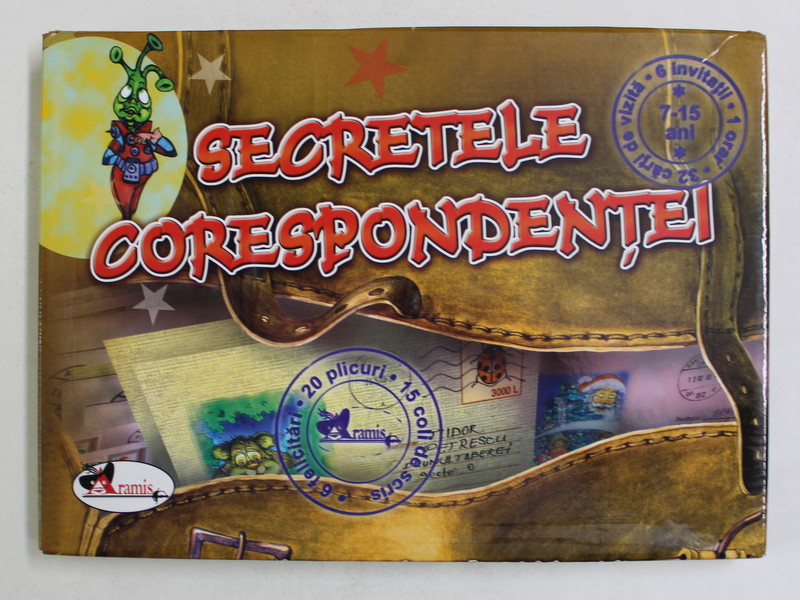 SECRETELE
CORESPONDENȚEI
32 cărți de vizită • 6 invitații • 1 orar
7-15
ani
6 felicitări • 20 plicuri • 15 coli de scris
Aramis
3000 L
Aramis